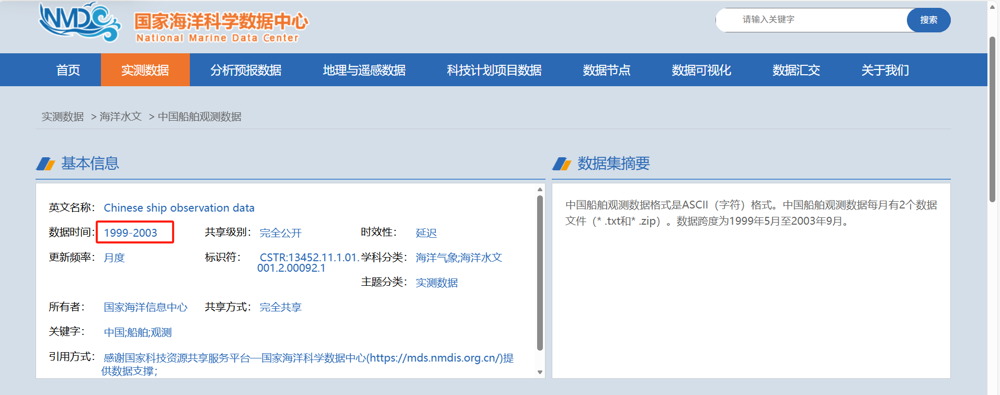 NMDC
国家海洋科学数据中心
National Marine Data Center
请输入关键字
搜索
首页
实测数据
分析预报数据
地理与遥感数据
科技计划项目数据
数据节点
数据可视化
数据汇交
关于我们
实测数据 > 海洋水文 > 中国船舶观测数据
基本信息
英文名称： Chinese ship observation data
数据时间： 1999-2003 共享级别： 完全公开 时效性： 延迟
更新频率： 月度 标识符： CSTR:13452.11.1.01. 学科分类： 海洋气象;海洋水文
001.2.00092.1
主题分类： 实测数据
所有者： 国家海洋信息中心 共享方式： 完全共享
关键字： 中国;船舶;观测
引用方式： 感谢国家科技资源共享服务平台—国家海洋科学数据中心(https://mds.nmdis.org.cn/)提
供数据支撑；
数据集摘要
中国船舶观测数据格式是ASCII（字符）格式。中国船舶观测数据每月有2个数据
文件（* .txt和* .zip）。数据跨度为1999年5月至2003年9月。